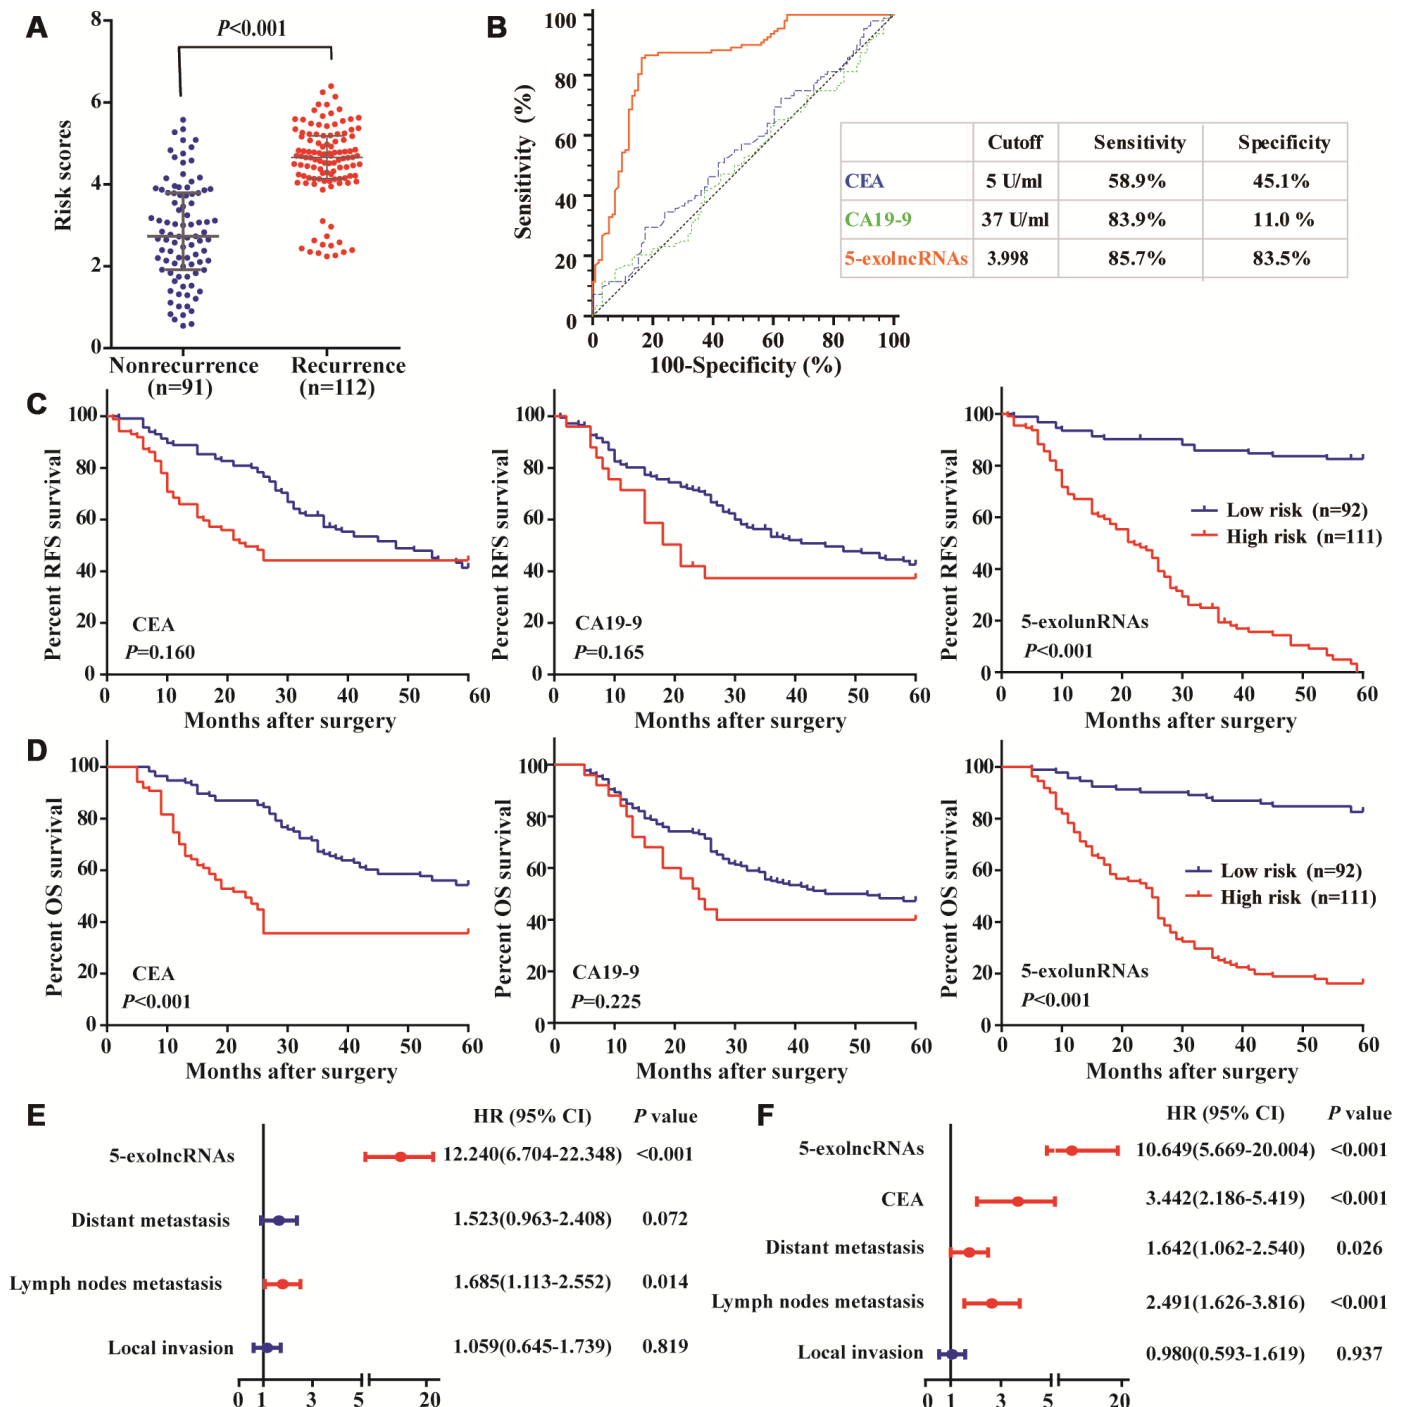 A
8
6
4
2
0
Risk scores
P<0.001
Nonrecurrence
(n=91)
Recurrence
(n=112)
B
100
80
60
40
20
0
Sensitivity (%)
0 20 40 60 80 100
100-Specificity (%)
Cutoff Sensitivity Specificity
CEA 5 U/ml 58.9% 45.1%
CA19-9 37 U/ml 83.9% 11.0 %
5-exolncRNAs 3.998 85.7% 83.5%
C
100
80
60
40
20
0
Percent RFS survival
CEA
P=0.160
0 10 20 30 40 50 60
Months after surgery
100
80
60
40
20
0
Percent RFS survival
CA19-9
P=0.165
0 10 20 30 40 50 60
Months after surgery
100
80
60
40
20
0
Percent RFS survival
Low risk (n=92)
High risk (n=111)
5-exolunRNAs
P<0.001
0 10 20 30 40 50 60
Months after surgery
D
100
80
60
40
20
0
Percent OS survival
CEA
P<0.001
0 10 20 30 40 50 60
Months after surgery
100
80
60
40
20
0
Percent OS survival
CA19-9
P=0.225
0 10 20 30 40 50 60
Months after surgery
100
80
60
40
20
0
Percent OS survival
Low risk (n=92)
High risk (n=111)
5-exolunRNAs
P<0.001
0 10 20 30 40 50 60
Months after surgery
E
HR (95% CI) P value
5-exolncRNAs 12.240(6.704-22.348) <0.001
Distant metastasis 1.523(0.963-2.408) 0.072
Lymph nodes metastasis 1.685(1.113-2.552) 0.014
Local invasion 1.059(0.645-1.739) 0.819
0 1 3 5 20
F
HR (95% CI) P value
5-exolncRNAs 10.649(5.669-20.004) <0.001
CEA 3.442(2.186-5.419) <0.001
Distant metastasis 1.642(1.062-2.540) 0.026
Lymph nodes metastasis 2.491(1.626-3.816) <0.001
Local invasion 0.980(0.593-1.619) 0.937
0 1 3 5 20